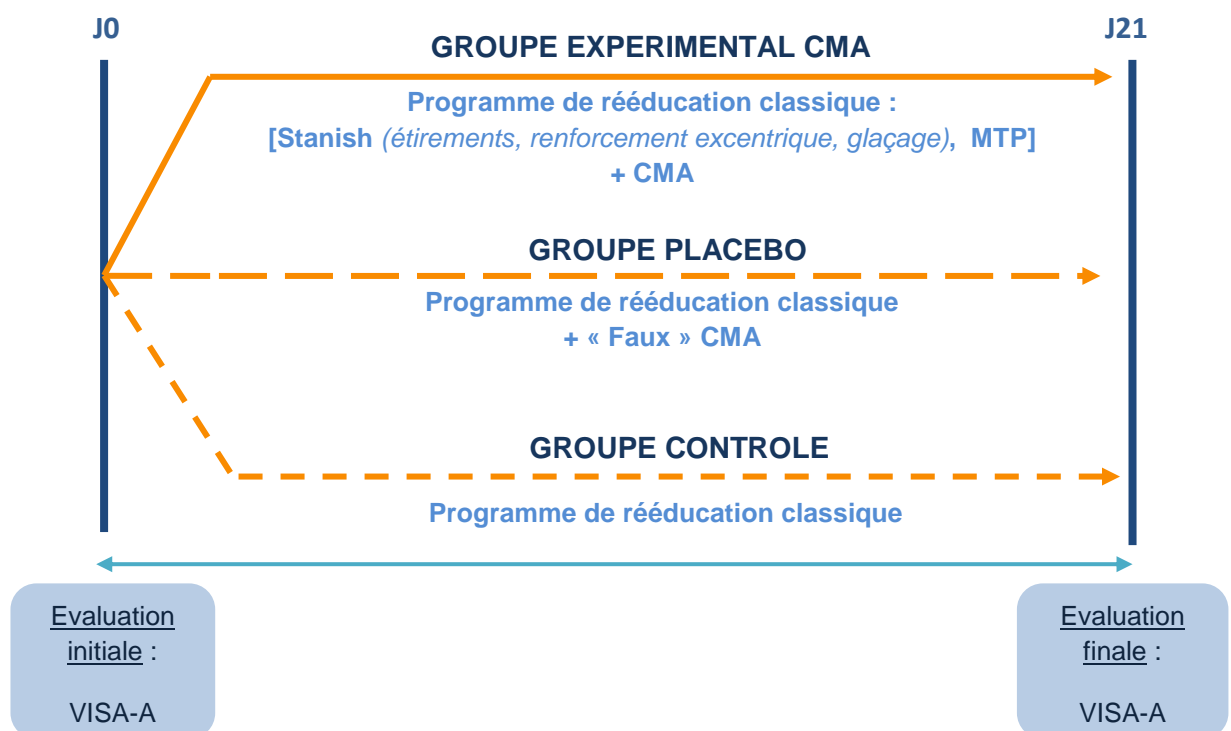 J0
J21
GROUPE EXPERIMENTAL CMA
Programme de rééducation classique :
[Stanish (étirements, renforcement excentrique, glaçage), MTP]
+ CMA
GROUPE PLACEBO
Programme de rééducation classique
+ « Faux » CMA
GROUPE CONTROLE
Programme de rééducation classique
Evaluation
initiale :
VISA-A
Evaluation
finale :
VISA-A